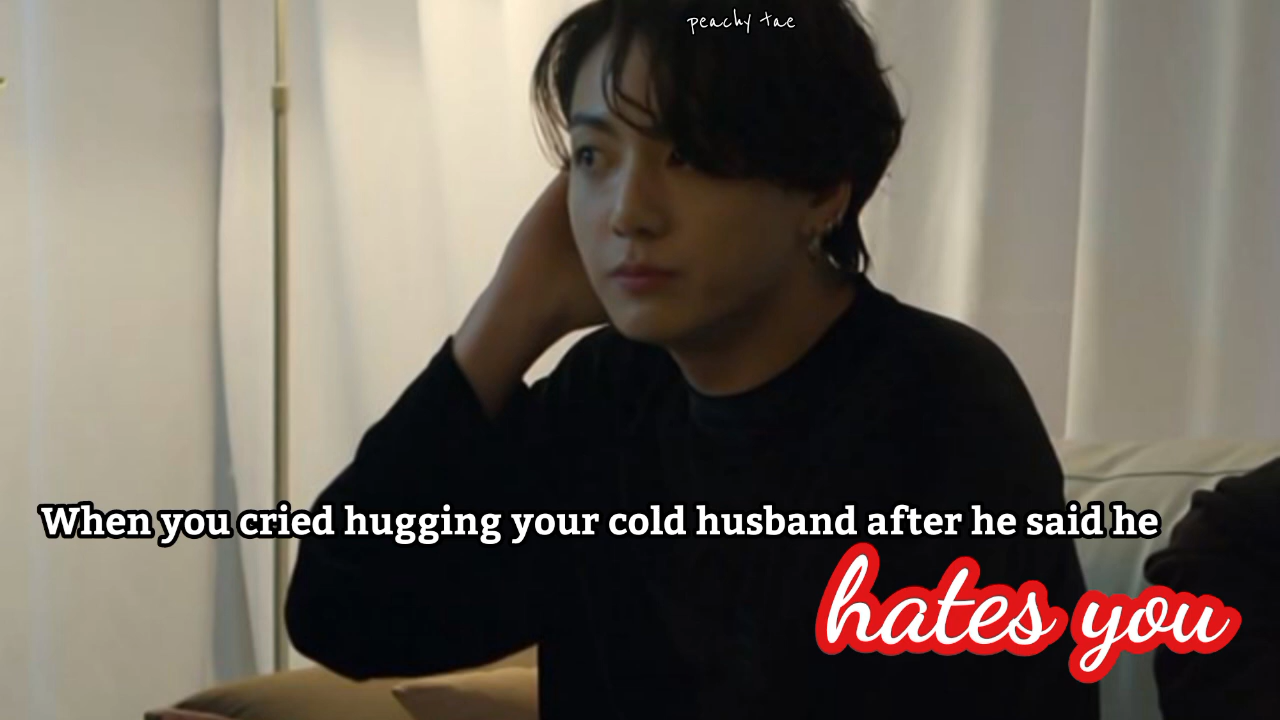 peachy tae
When you cried hugging your cold husband after he said he
hates you